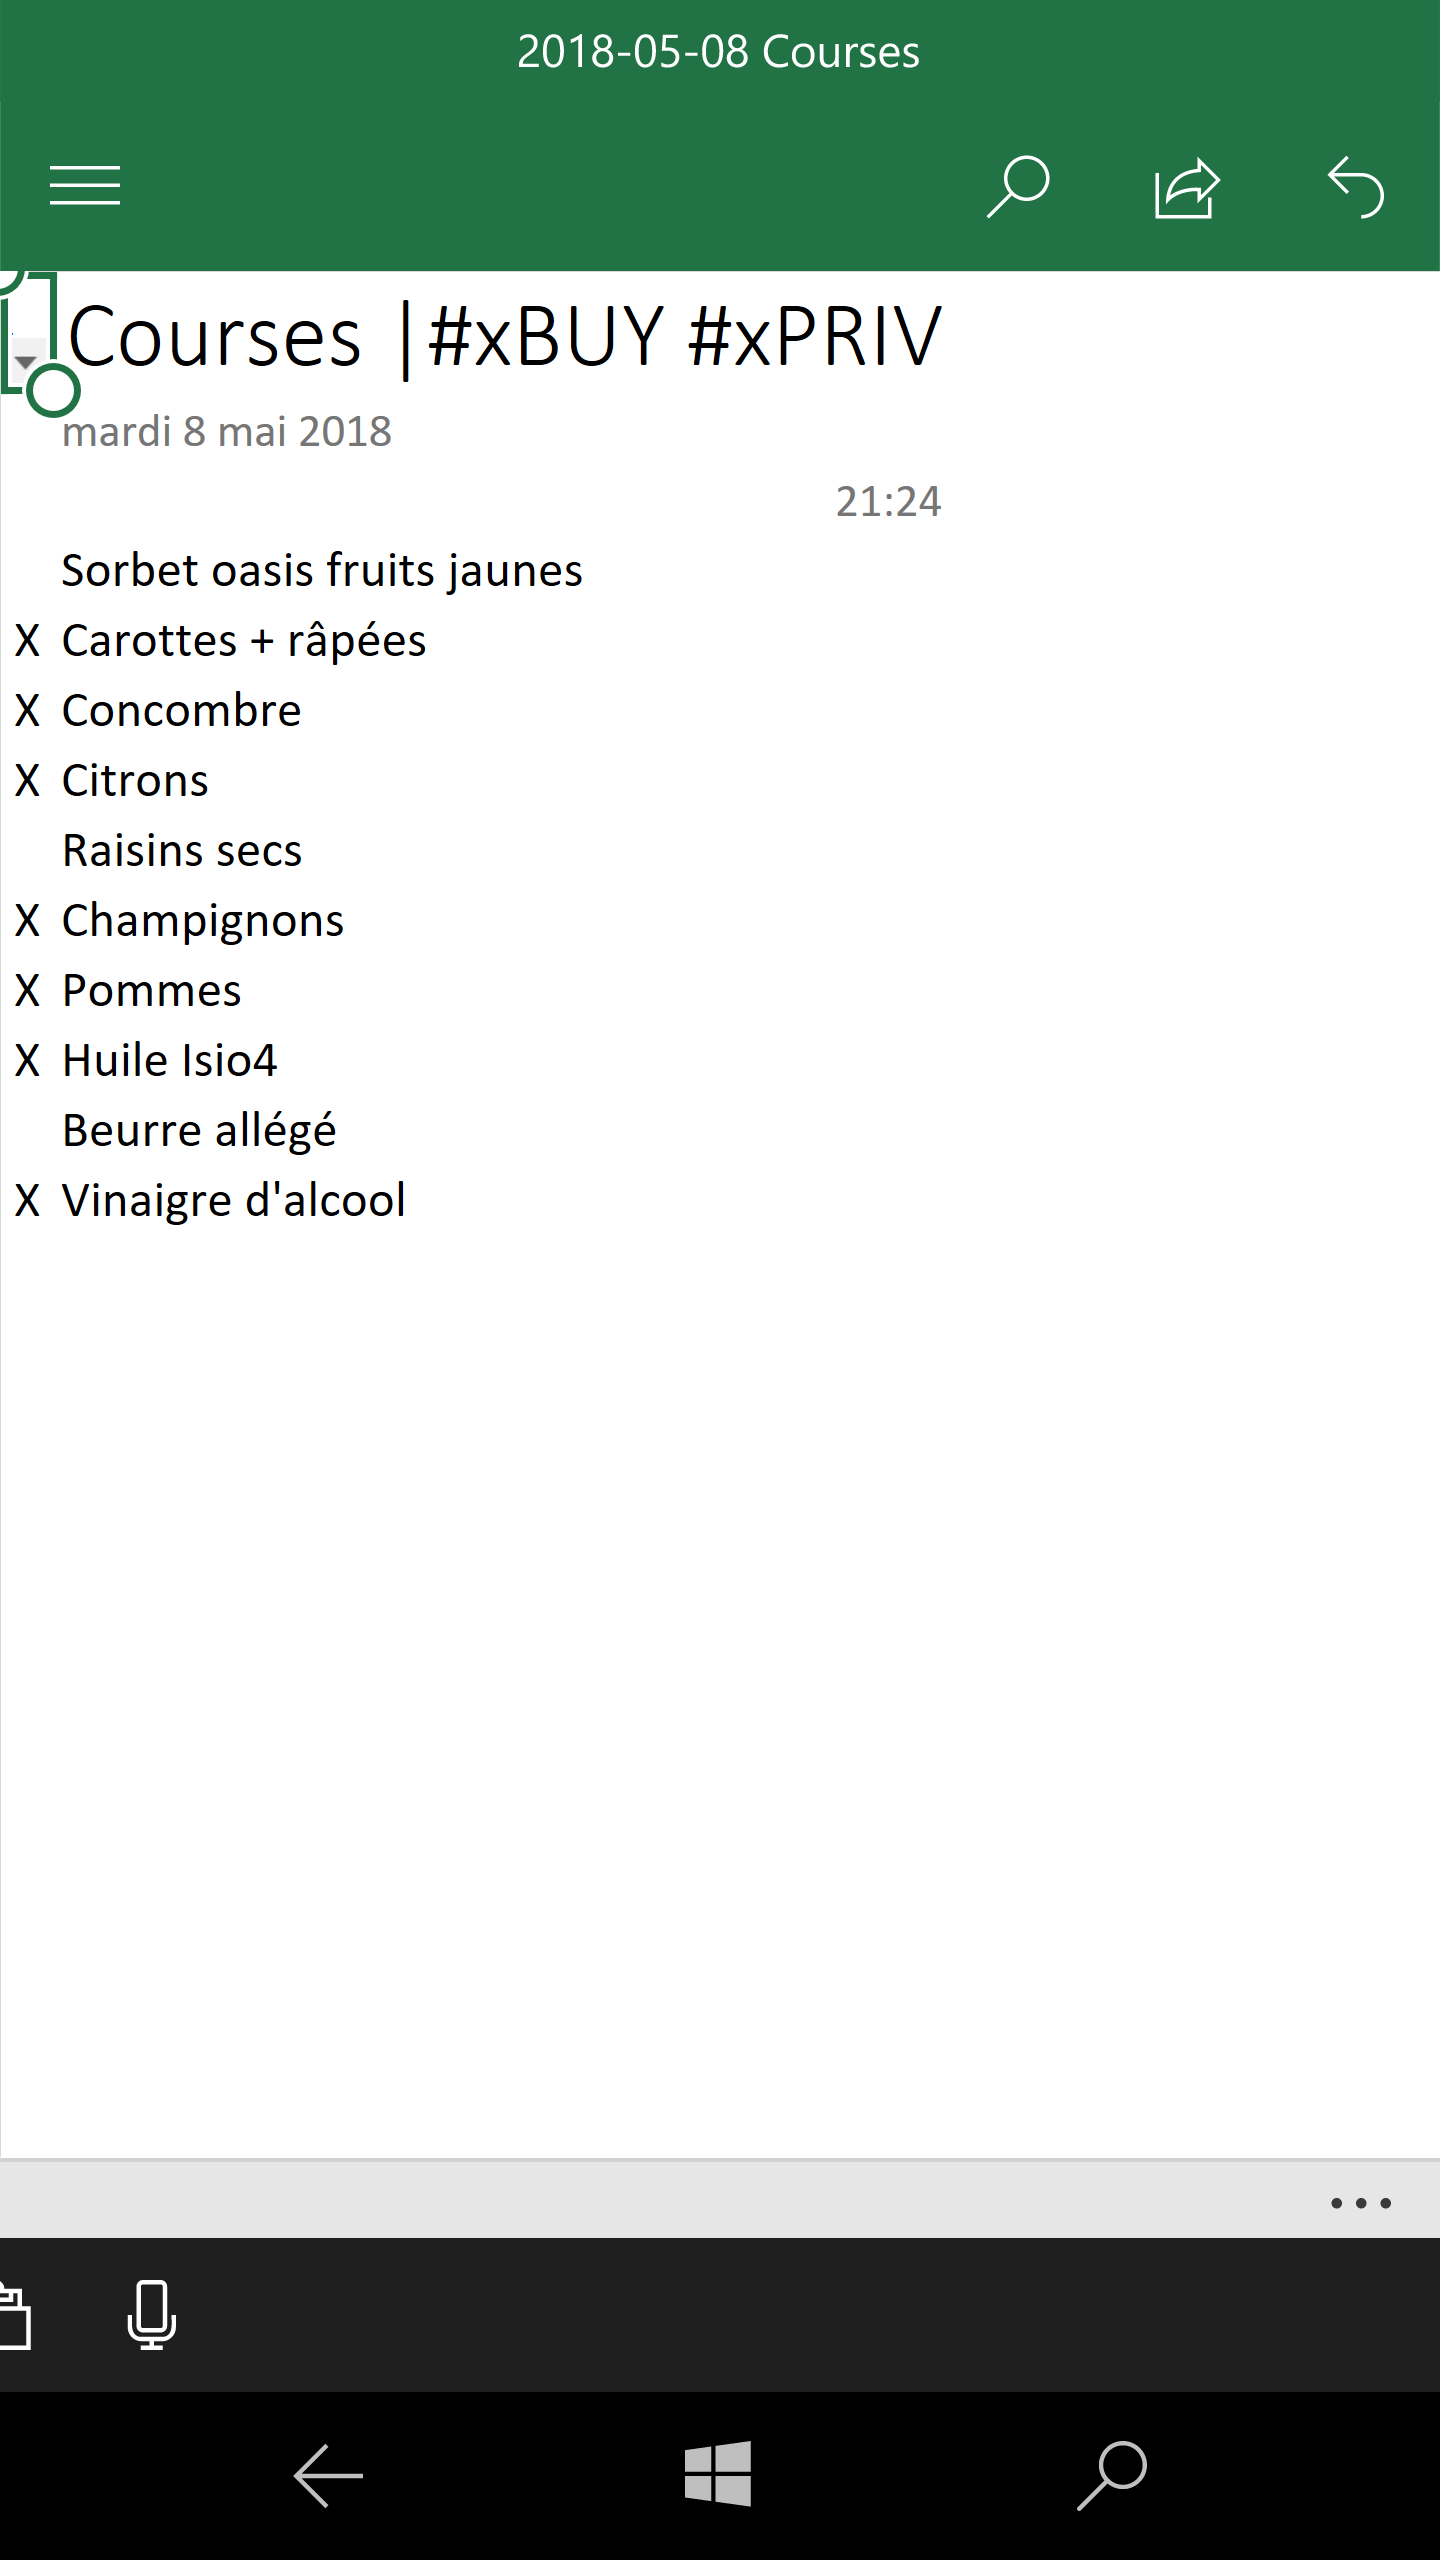 2018-05-08 Courses
Courses |#xBUY #xPRIV
mardi 8 mai 2018
21:24
Sorbet oasis fruits jaunes
X Carottes + râpées
X Concombre
X Citrons
Raisins secs
X Champignons
X Pommes
X Huile Isio4
Beurre allégé
X Vinaigre d'alcool